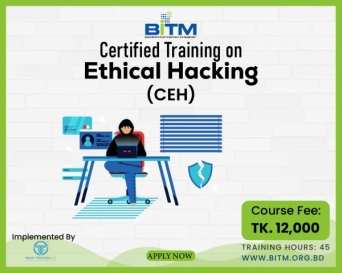 BITM
Certified Training on
Ethical Hacking
(CEH)
Course Fee:
TK. 12,000
Implemented By
APPLY NOW
TRAINING HOURS: 45
WWW.BITM.ORG.BD